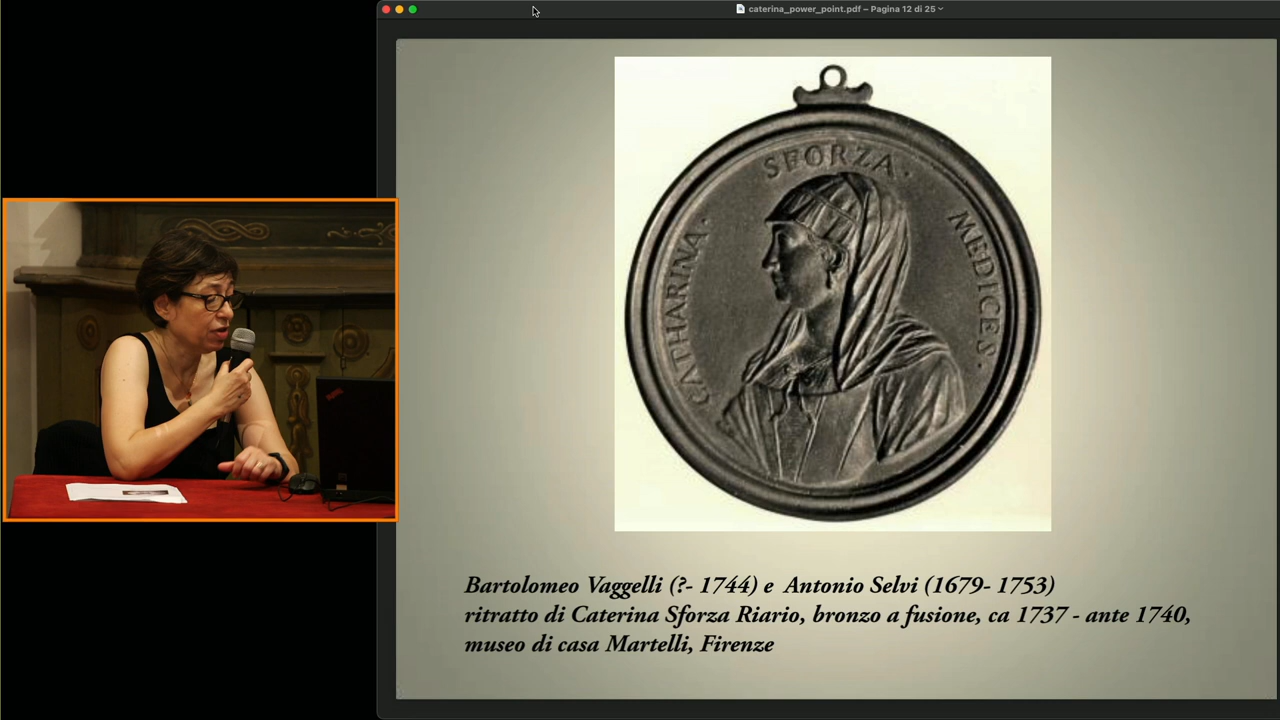 caterina_power_point.pdf – Pagina 12 di 25
CATHARINA · SFORZA · MEDICES ·
Bartolomeo Vaggelli (?- 1744) e Antonio Selvi (1679- 1753)
ritratto di Caterina Sforza Riario, bronzo a fusione, ca 1737 - ante 1740,
museo di casa Martelli, Firenze